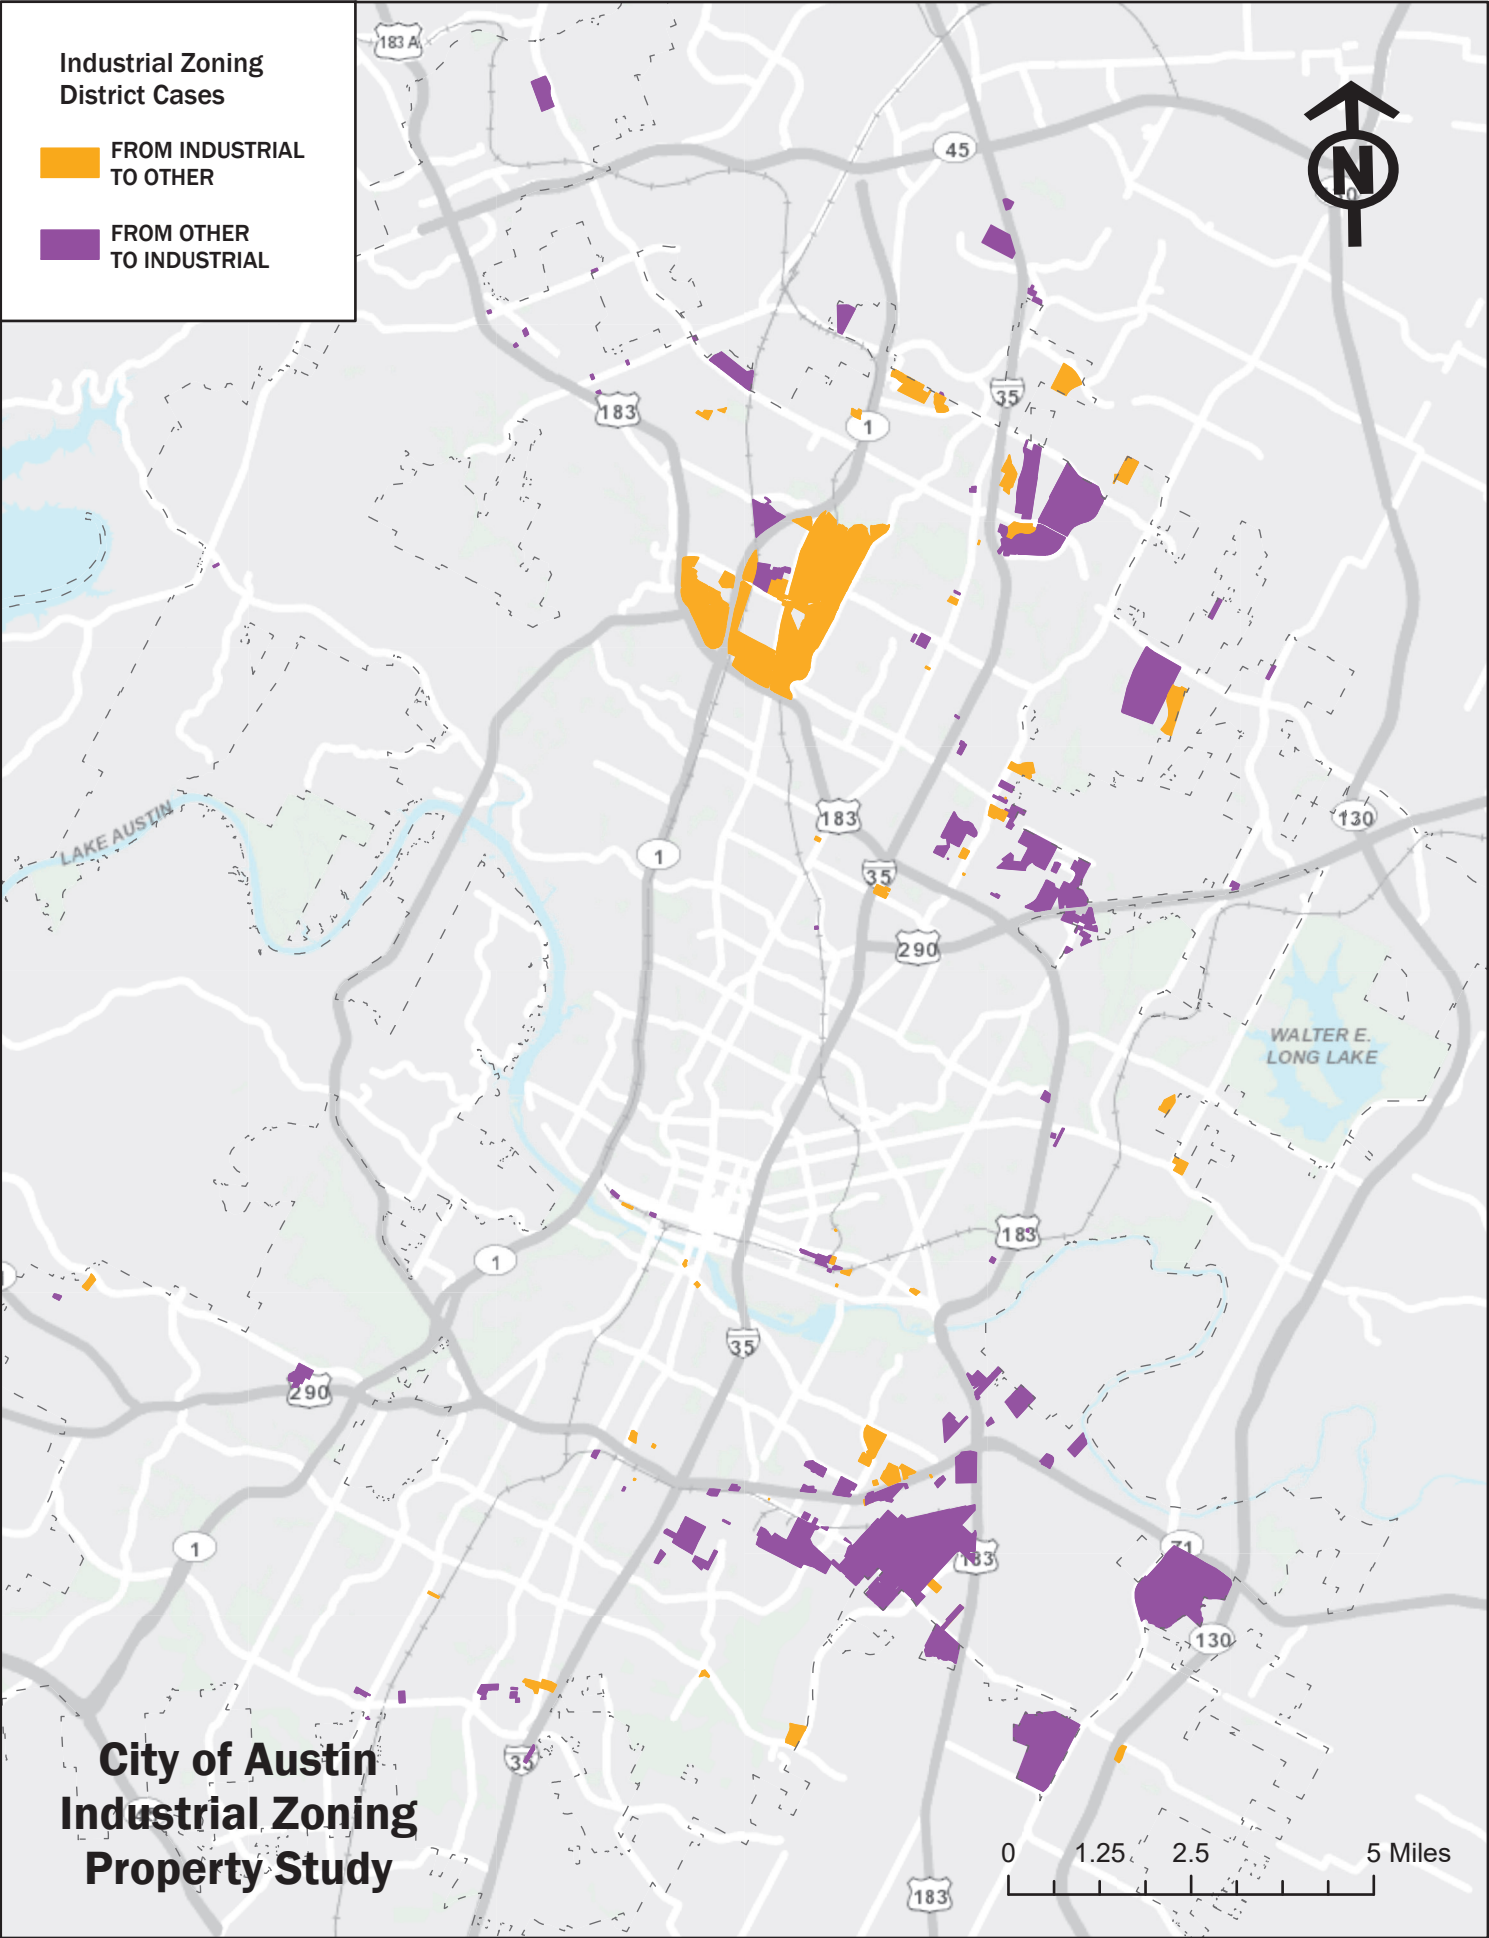 Industrial Zoning
District Cases
FROM INDUSTRIAL
TO OTHER
FROM OTHER
TO INDUSTRIAL
183 A
45
N
183
1
35
LAKE AUSTIN
183
1
35
130
290
WALTER E.
LONG LAKE
183
1
35
290
1
183
71
130
35
City of Austin
Industrial Zoning
Property Study
0 1.25 2.5 5 Miles
183